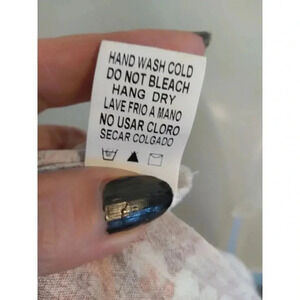 HAND WASH COLD
DO NOT BLEACH
HANG DRY
LAVE FRIO A MANO
NO USAR CLORO
SECAR COLGADO